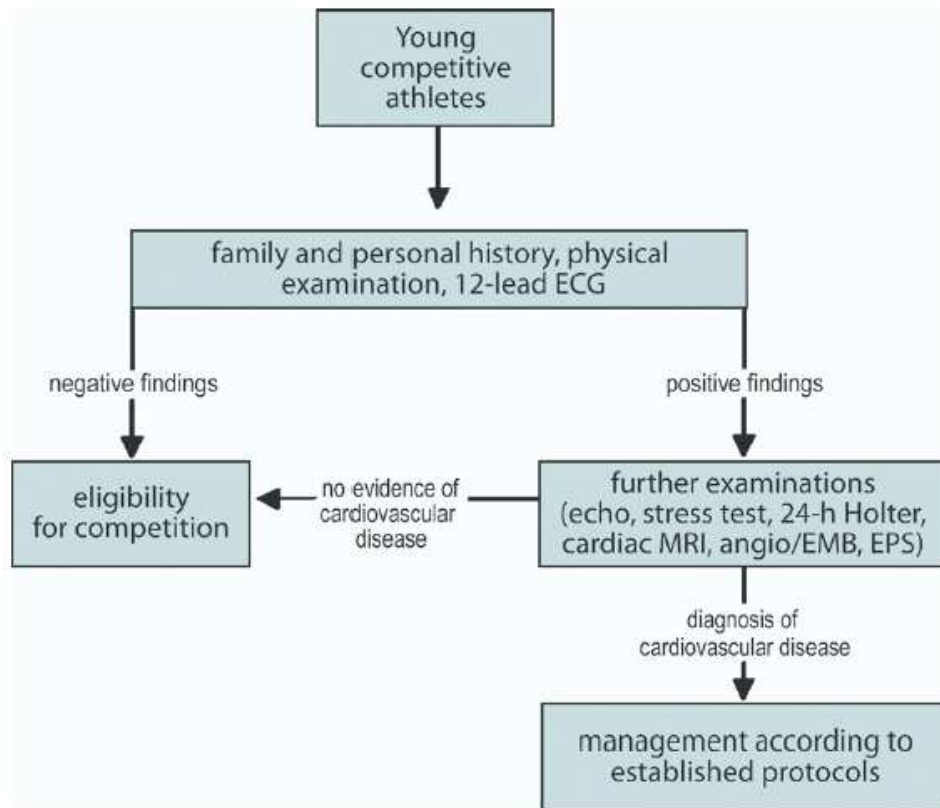 Young
competitive
athletes
family and personal history, physical
examination, 12-lead ECG
negative findings
positive findings
eligibility
for competition
no evidence of
cardiovascular
disease
further examinations
(echo, stress test, 24-h Holter,
cardiac MRI, angio/EMB, EPS)
diagnosis of
cardiovascular disease
management according to
established protocols